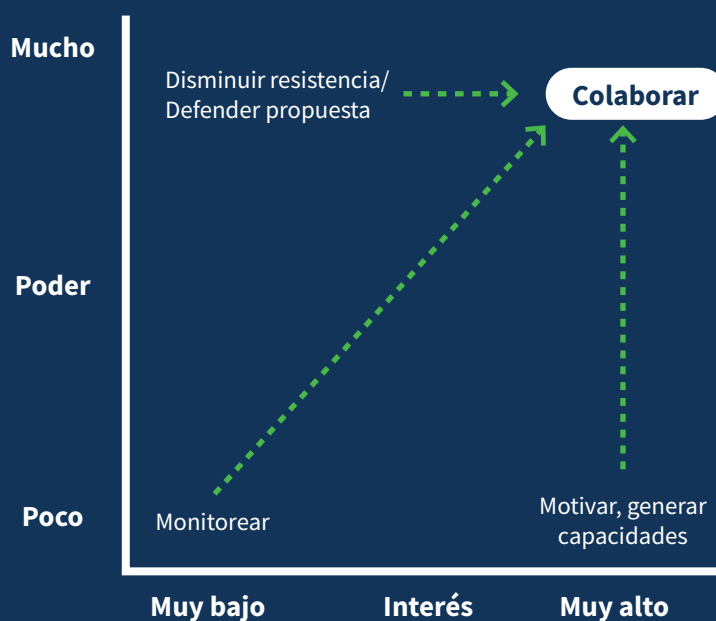 Mucho
Disminuir resistencia/
Defender propuesta
Colaborar
Poder
Poco
Monitorear
Motivar, generar
capacidades
Muy bajo
Interés
Muy alto